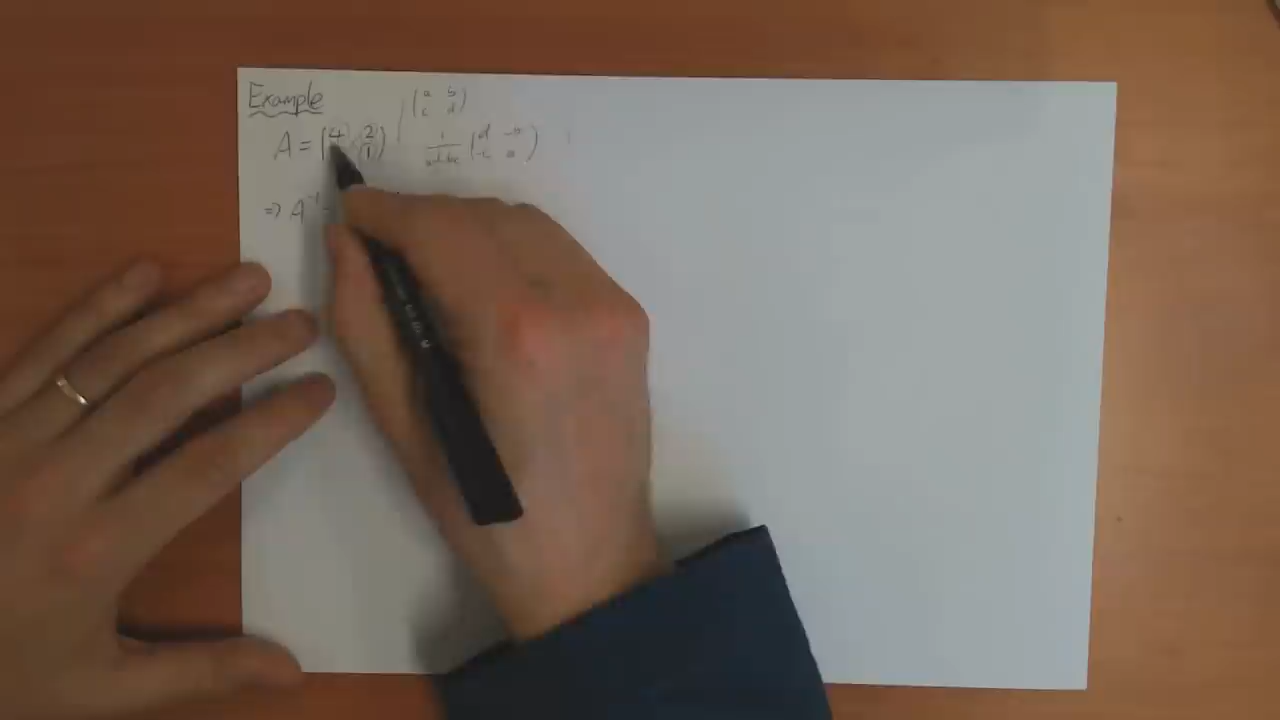 Example
( a b
c d )
A = ( 4 2
1 )
1
ad-bc ( d -b
-c a )
=> A⁻¹